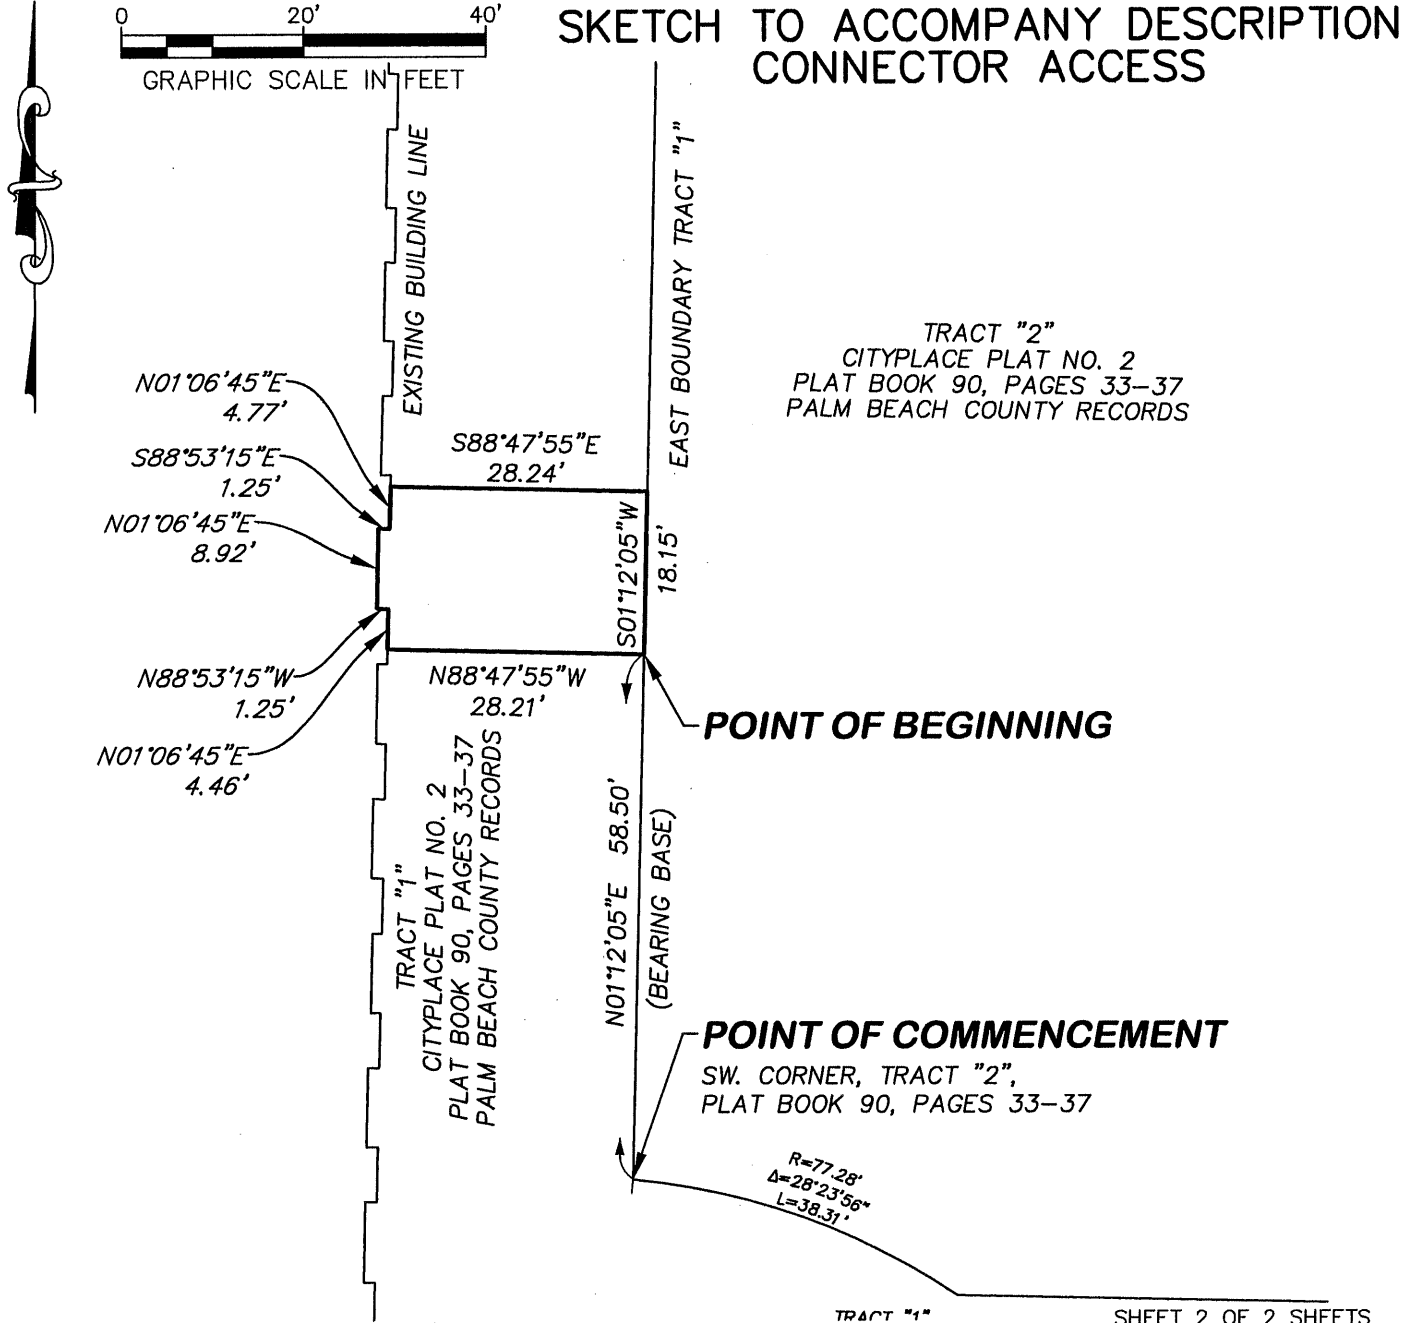 0 20' 40'
GRAPHIC SCALE IN FEET
SKETCH TO ACCOMPANY DESCRIPTION
CONNECTOR ACCESS
EXISTING BUILDING LINE
EAST BOUNDARY TRACT "1"
TRACT "2"
CITYPLACE PLAT NO. 2
PLAT BOOK 90, PAGES 33-37
PALM BEACH COUNTY RECORDS
N01°06'45"E
4.77'
S88°53'15"E
1.25'
N01°06'45"E
8.92'
N88°53'15"W
1.25'
N01°06'45"E
4.46'
S88°47'55"E
28.24'
S01°12'05"W
18.15'
N88°47'55"W
28.21'
POINT OF BEGINNING
TRACT "1"
CITYPLACE PLAT NO. 2
PLAT BOOK 90, PAGES 33-37
PALM BEACH COUNTY RECORDS
N01°12'05"E 58.50'
(BEARING BASE)
POINT OF COMMENCEMENT
SW. CORNER, TRACT "2",
PLAT BOOK 90, PAGES 33-37
R=77.28'
Δ=28°23'56"
L=38.31'
TRACT "1"
SHEET 2 OF 2 SHEETS